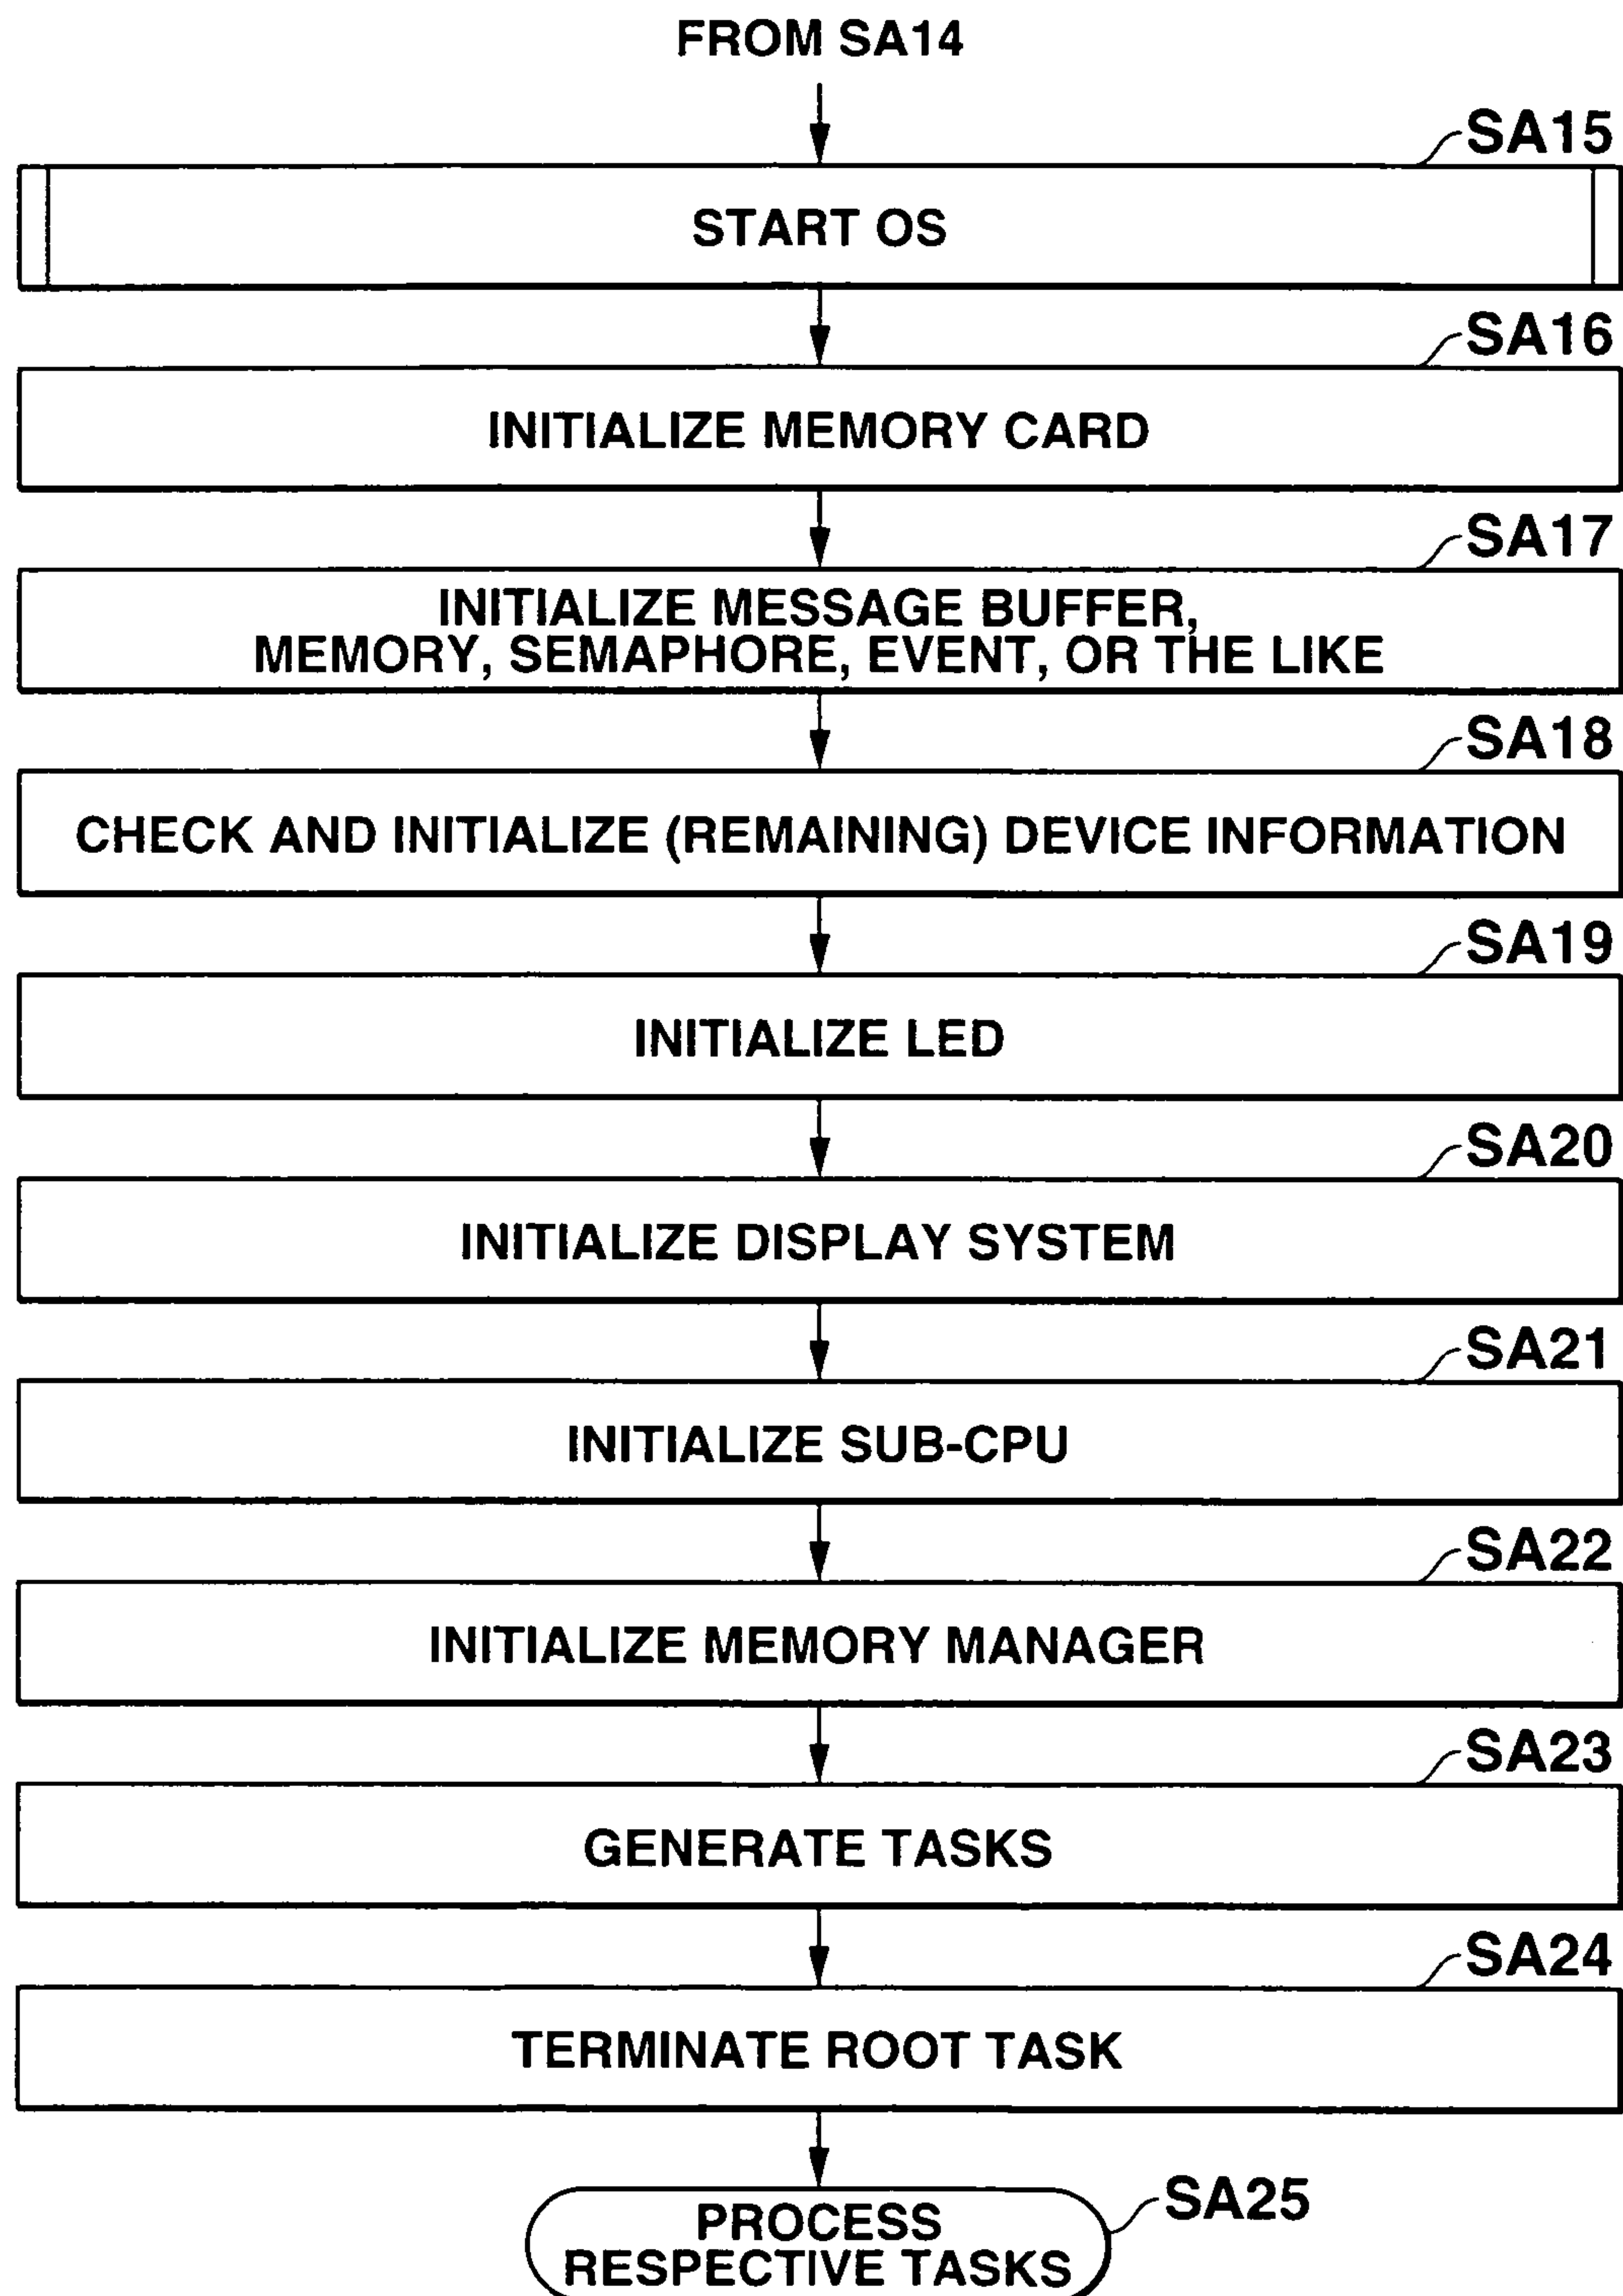 FROM SA14
SA15
START OS
SA16
INITIALIZE MEMORY CARD
SA17
INITIALIZE MESSAGE BUFFER,
MEMORY, SEMAPHORE, EVENT, OR THE LIKE
SA18
CHECK AND INITIALIZE (REMAINING) DEVICE INFORMATION
SA19
INITIALIZE LED
SA20
INITIALIZE DISPLAY SYSTEM
SA21
INITIALIZE SUB-CPU
SA22
INITIALIZE MEMORY MANAGER
SA23
GENERATE TASKS
SA24
TERMINATE ROOT TASK
SA25
PROCESS
RESPECTIVE TASKS